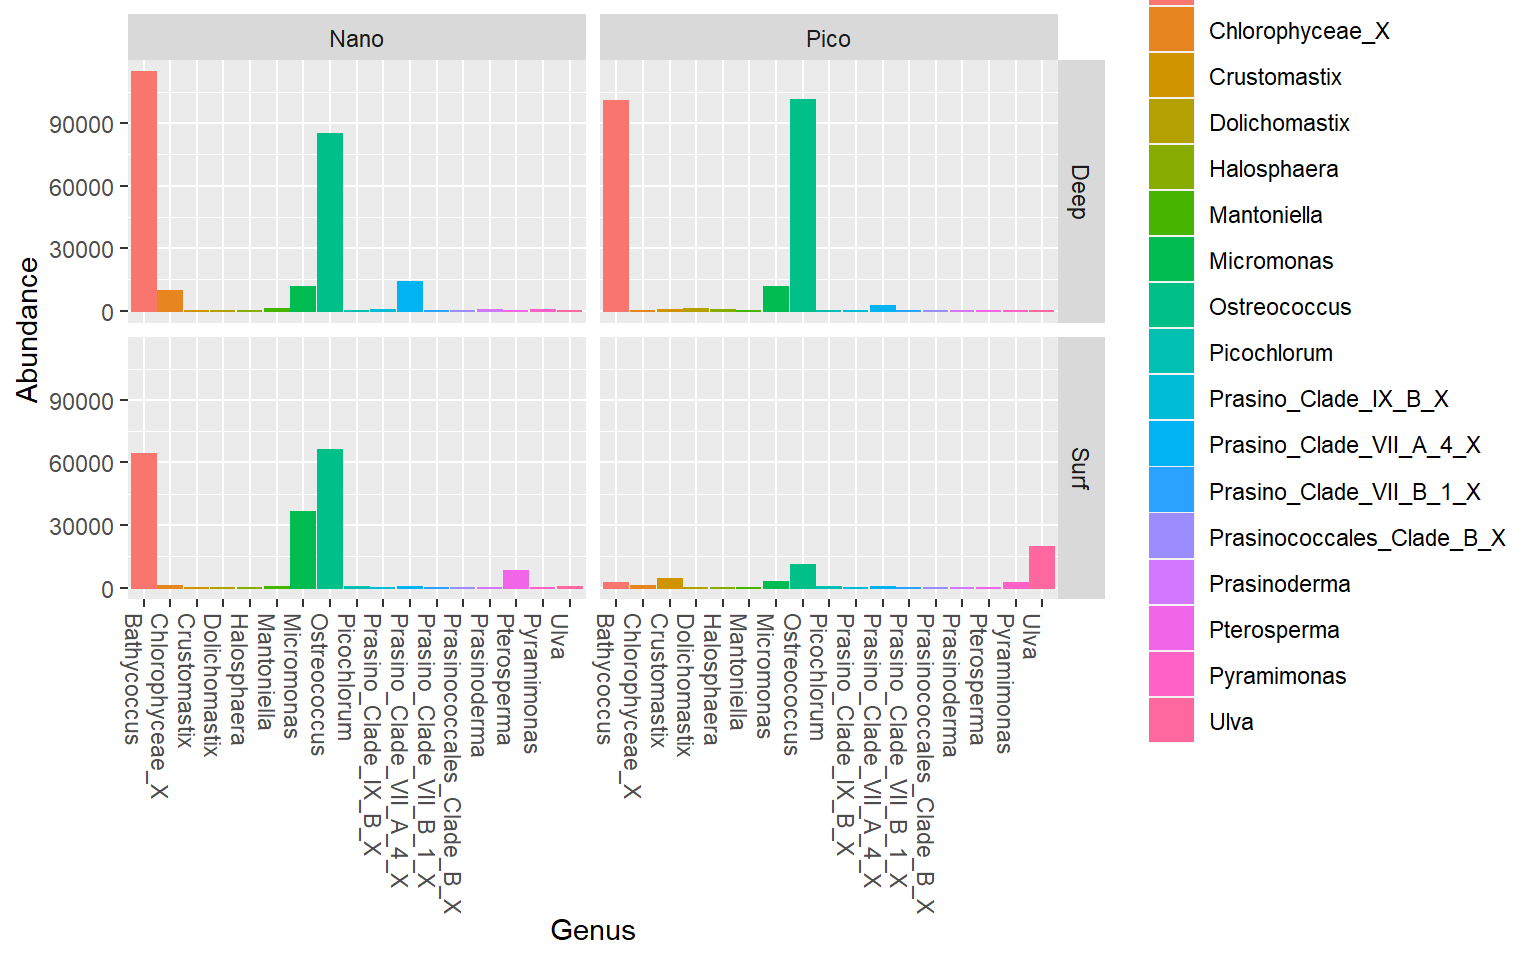 Nano
Pico
Deep
Surf
Abundance
90000
60000
30000
0
90000
60000
30000
0
Bathycoccus
Chlorophyceae_X
Crustomastix
Dolichomastix
Halosphaera
Mantoniella
Micromonas
Ostreococcus
Picochlorum
Prasino_Clade_IX_B_X
Prasino_Clade_VII_A_4_X
Prasino_Clade_VII_B_1_X
Prasinococcales_Clade_B_X
Prasinoderma
Pterosperma
Pyramimonas
Ulva
Bathycoccus
Chlorophyceae_X
Crustomastix
Dolichomastix
Halosphaera
Mantoniella
Micromonas
Ostreococcus
Picochlorum
Prasino_Clade_IX_B_X
Prasino_Clade_VII_A_4_X
Prasino_Clade_VII_B_1_X
Prasinococcales_Clade_B_X
Prasinoderma
Pterosperma
Pyramimonas
Ulva
Genus
Chlorophyceae_X
Crustomastix
Dolichomastix
Halosphaera
Mantoniella
Micromonas
Ostreococcus
Picochlorum
Prasino_Clade_IX_B_X
Prasino_Clade_VII_A_4_X
Prasino_Clade_VII_B_1_X
Prasinococcales_Clade_B_X
Prasinoderma
Pterosperma
Pyramimonas
Ulva